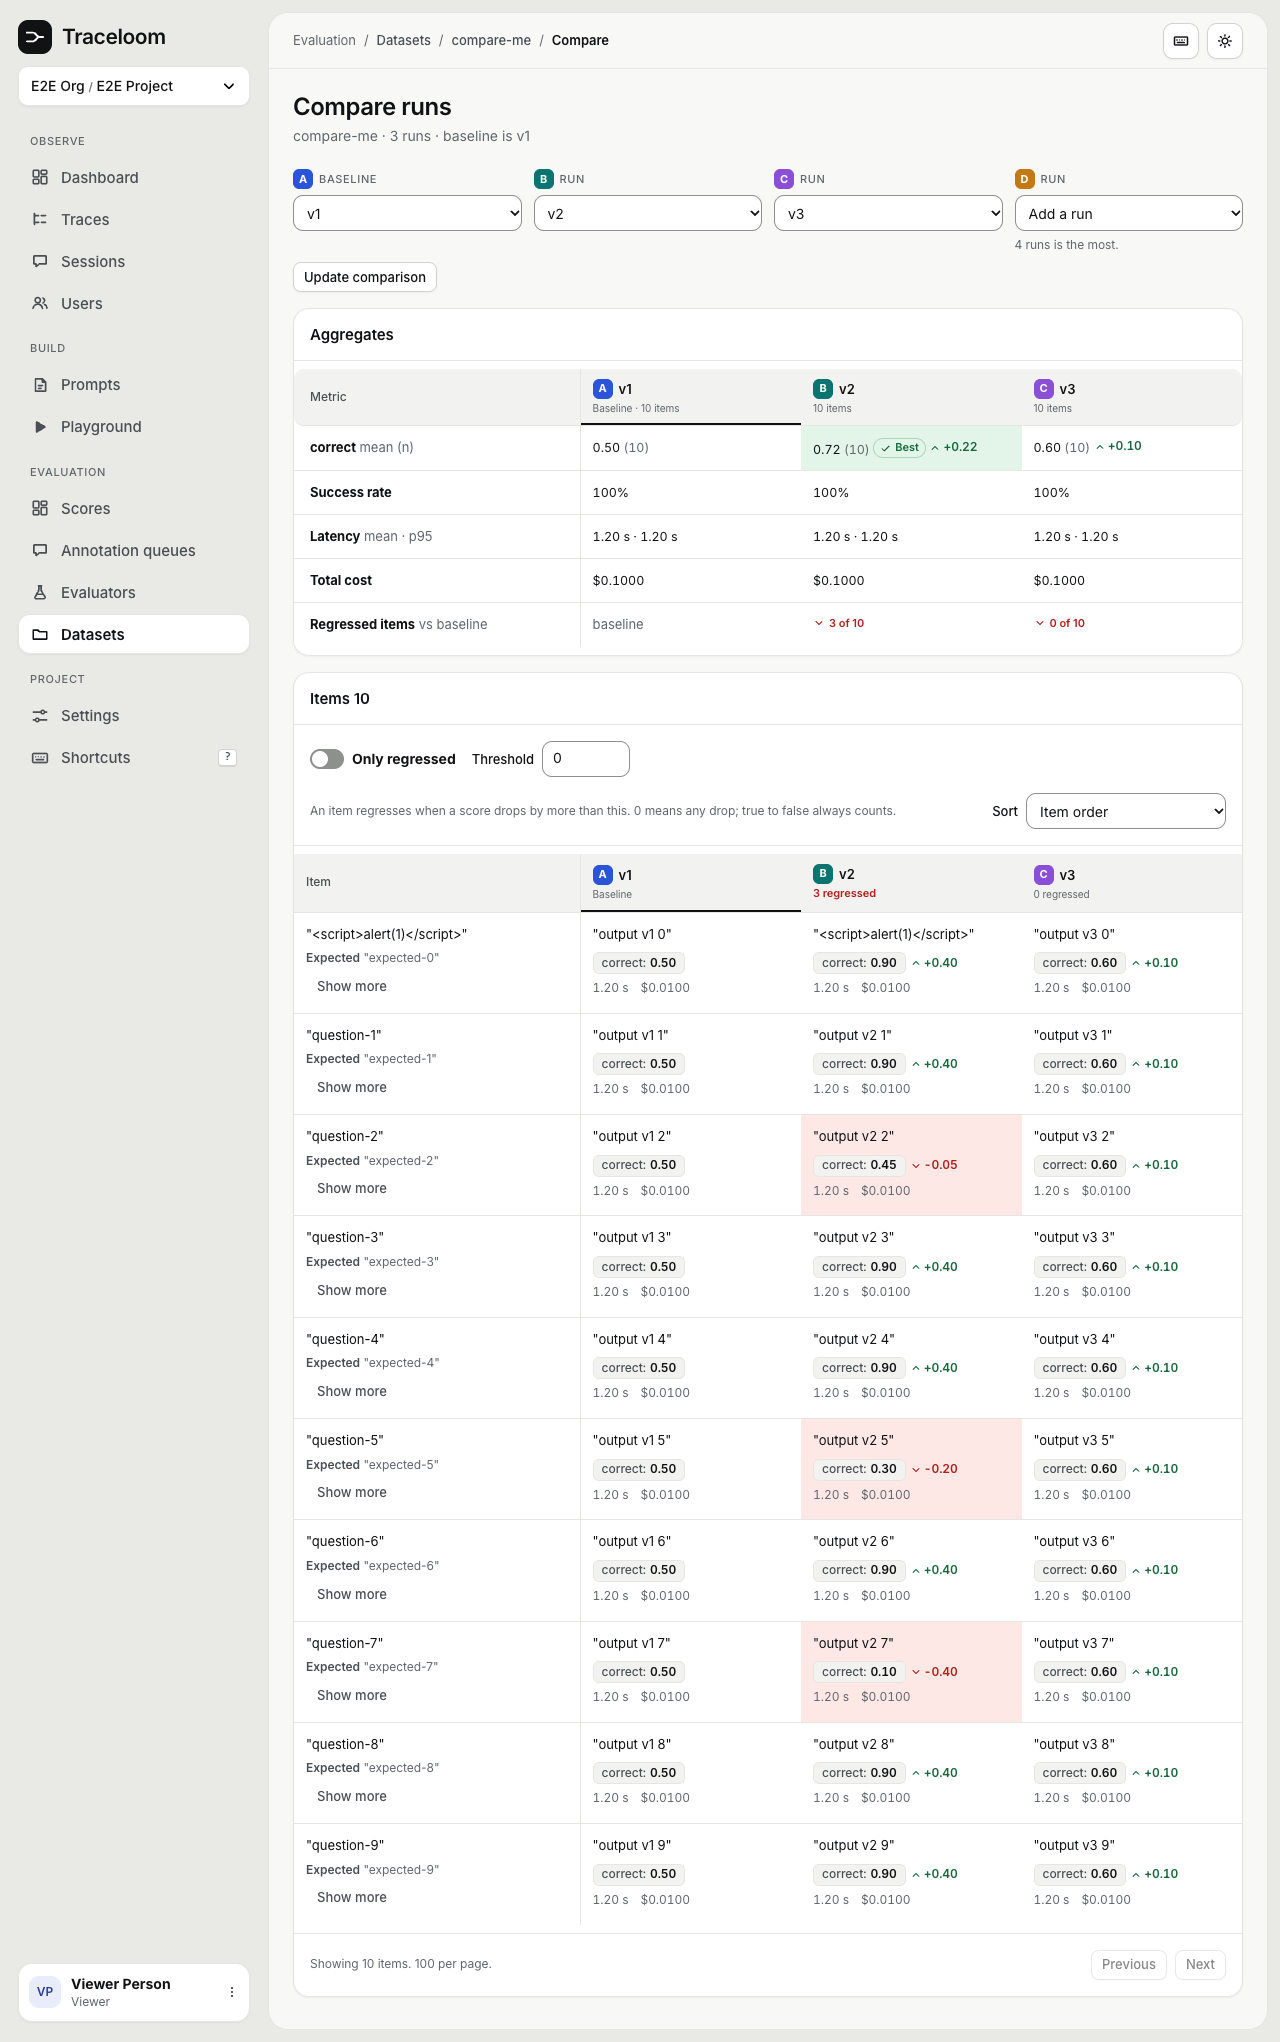 Traceloom
E2E Org / E2E Project
OBSERVE
Dashboard
Traces
Sessions
Users
BUILD
Prompts
Playground
EVALUATION
Scores
Annotation queues
Evaluators
Datasets
PROJECT
Settings
Shortcuts ?
VP Viewer Person
Viewer
Evaluation / Datasets / compare-me / Compare
Compare runs
compare-me · 3 runs · baseline is v1
A BASELINE B RUN C RUN D RUN
v1 v2 v3 Add a run
4 runs is the most.
Update comparison
Aggregates
Metric A v1 B v2 C v3
Baseline · 10 items 10 items 10 items
correct mean (n) 0.50 (10) 0.72 (10) Best +0.22 0.60 (10) +0.10
Success rate 100% 100% 100%
Latency mean · p95 1.20 s · 1.20 s 1.20 s · 1.20 s 1.20 s · 1.20 s
Total cost $0.1000 $0.1000 $0.1000
Regressed items vs baseline baseline 3 of 10 0 of 10
Items 10
Only regressed Threshold 0
An item regresses when a score drops by more than this. 0 means any drop; true to false always counts. Sort Item order
Item A v1 B v2 C v3
Baseline 3 regressed 0 regressed
"<script>alert(1)</script>" "output v1 0" "<script>alert(1)</script>" "output v3 0"
Expected "expected-0" correct: 0.50 correct: 0.90 +0.40 correct: 0.60 +0.10
Show more 1.20 s $0.0100 1.20 s $0.0100 1.20 s $0.0100
"question-1" "output v1 1" "output v2 1" "output v3 1"
Expected "expected-1" correct: 0.50 correct: 0.90 +0.40 correct: 0.60 +0.10
Show more 1.20 s $0.0100 1.20 s $0.0100 1.20 s $0.0100
"question-2" "output v1 2" "output v2 2" "output v3 2"
Expected "expected-2" correct: 0.50 correct: 0.45 -0.05 correct: 0.60 +0.10
Show more 1.20 s $0.0100 1.20 s $0.0100 1.20 s $0.0100
"question-3" "output v1 3" "output v2 3" "output v3 3"
Expected "expected-3" correct: 0.50 correct: 0.90 +0.40 correct: 0.60 +0.10
Show more 1.20 s $0.0100 1.20 s $0.0100 1.20 s $0.0100
"question-4" "output v1 4" "output v2 4" "output v3 4"
Expected "expected-4" correct: 0.50 correct: 0.90 +0.40 correct: 0.60 +0.10
Show more 1.20 s $0.0100 1.20 s $0.0100 1.20 s $0.0100
"question-5" "output v1 5" "output v2 5" "output v3 5"
Expected "expected-5" correct: 0.50 correct: 0.30 -0.20 correct: 0.60 +0.10
Show more 1.20 s $0.0100 1.20 s $0.0100 1.20 s $0.0100
"question-6" "output v1 6" "output v2 6" "output v3 6"
Expected "expected-6" correct: 0.50 correct: 0.90 +0.40 correct: 0.60 +0.10
Show more 1.20 s $0.0100 1.20 s $0.0100 1.20 s $0.0100
"question-7" "output v1 7" "output v2 7" "output v3 7"
Expected "expected-7" correct: 0.50 correct: 0.10 -0.40 correct: 0.60 +0.10
Show more 1.20 s $0.0100 1.20 s $0.0100 1.20 s $0.0100
"question-8" "output v1 8" "output v2 8" "output v3 8"
Expected "expected-8" correct: 0.50 correct: 0.90 +0.40 correct: 0.60 +0.10
Show more 1.20 s $0.0100 1.20 s $0.0100 1.20 s $0.0100
"question-9" "output v1 9" "output v2 9" "output v3 9"
Expected "expected-9" correct: 0.50 correct: 0.90 +0.40 correct: 0.60 +0.10
Show more 1.20 s $0.0100 1.20 s $0.0100 1.20 s $0.0100
Showing 10 items. 100 per page. Previous Next